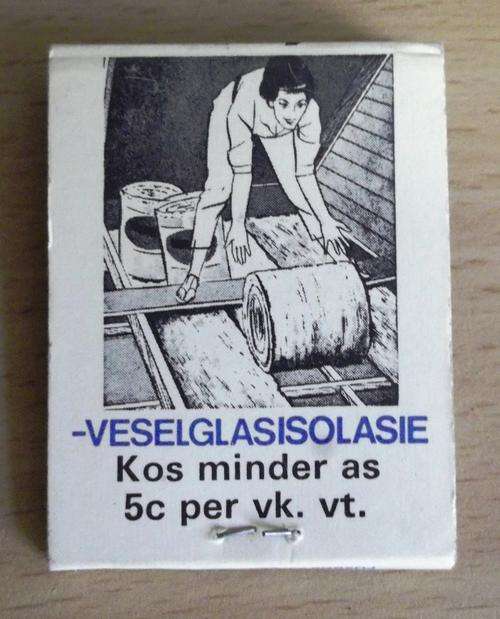 -VESELGLASISOLASIE
Kos minder as
5c per vk. vt.